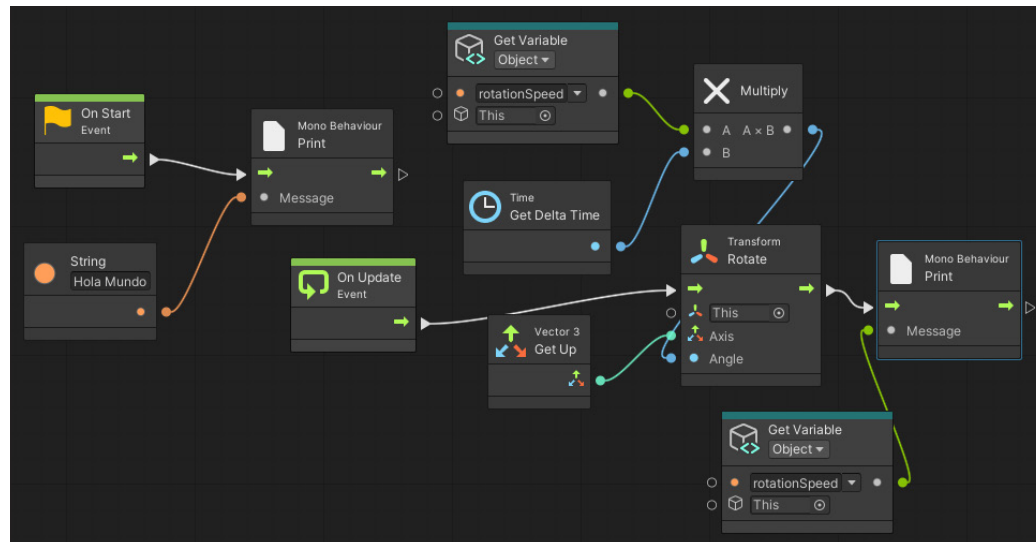 On Start
Event
Mono Behaviour
Print
Message
String
Hola Mundo
On Update
Event
Get Variable
Object
rotationSpeed
This
Time
Get Delta Time
Vector 3
Get Up
Multiply
A A × B
B
Transform
Rotate
This
Axis
Angle
Mono Behaviour
Print
Message
Get Variable
Object
rotationSpeed
This